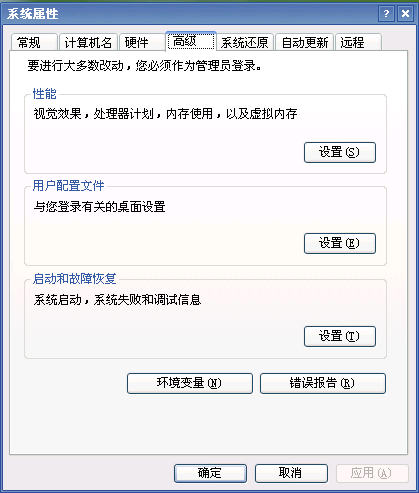 系统属性
常规 计算机名 硬件 高级 系统还原 自动更新 远程
要进行大多数改动，您必须作为管理员登录。
性能
视觉效果，处理器计划，内存使用，以及虚拟内存
设置(S)
用户配置文件
与您登录有关的桌面设置
设置(E)
启动和故障恢复
系统启动，系统失败和调试信息
设置(T)
环境变量(N) 错误报告(R)
确定 取消 应用(A)